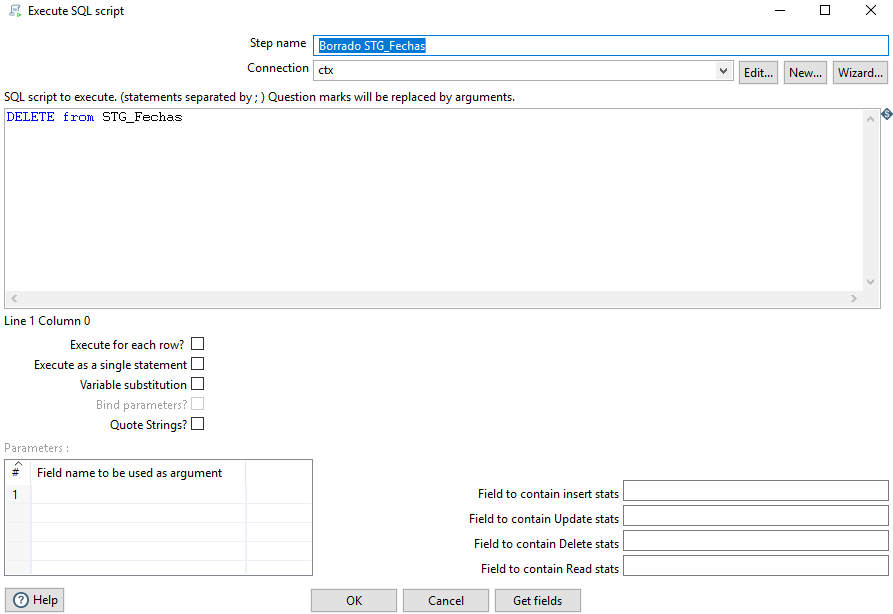 Execute SQL script
Step name Borrado STG_Fechas
Connection ctx Edit... New... Wizard...
SQL script to execute. (statements separated by ; ) Question marks will be replaced by arguments.
DELETE from STG_Fechas
Line 1 Column 0
Execute for each row?
Execute as a single statement
Variable substitution
Bind parameters?
Quote Strings?
Parameters :
# Field name to be used as argument
1
Field to contain insert stats
Field to contain Update stats
Field to contain Delete stats
Field to contain Read stats
Help OK Cancel Get fields